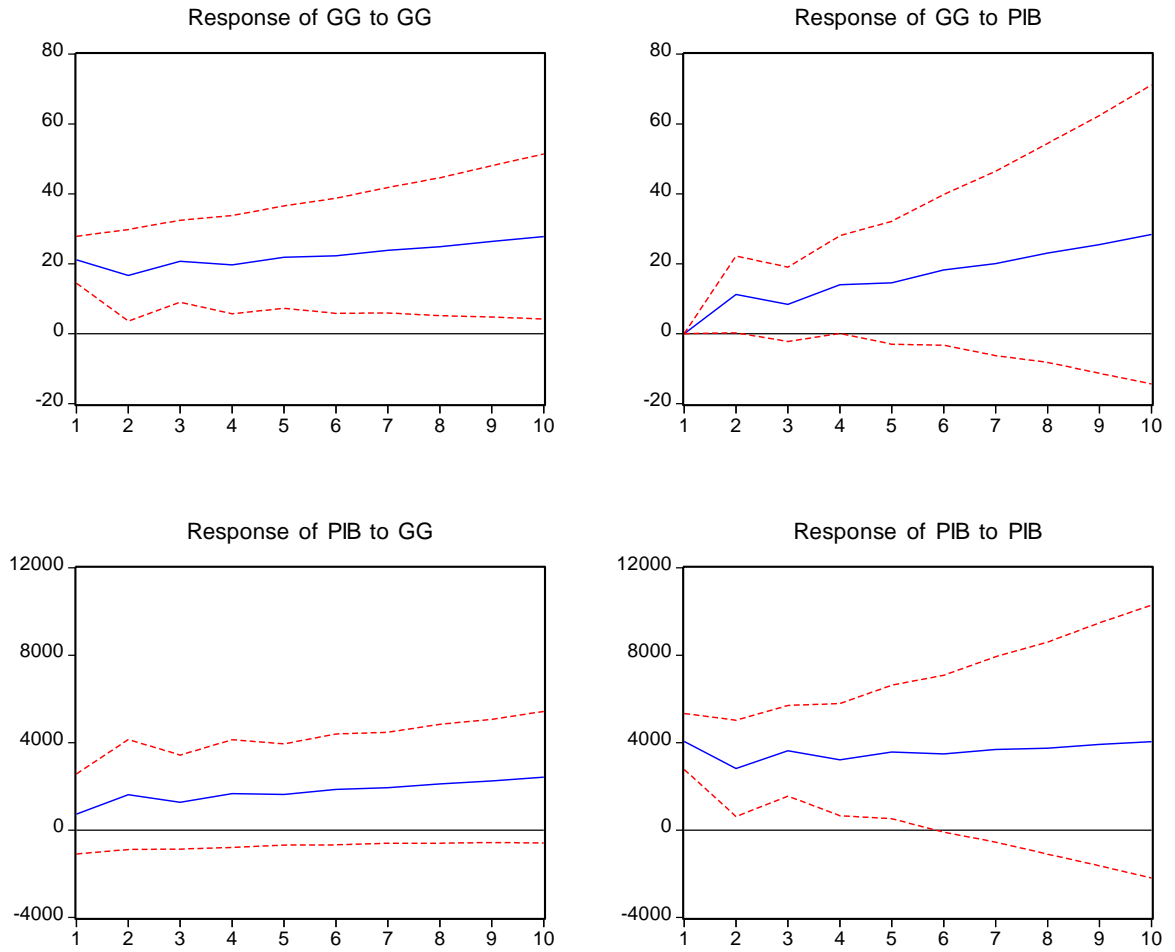 Response of GG to GG
80
60
40
20
0
-20
1 2 3 4 5 6 7 8 9 10
Response of GG to PIB
80
60
40
20
0
-20
1 2 3 4 5 6 7 8 9 10
Response of PIB to GG
12000
8000
4000
0
-4000
1 2 3 4 5 6 7 8 9 10
Response of PIB to PIB
12000
8000
4000
0
-4000
1 2 3 4 5 6 7 8 9 10